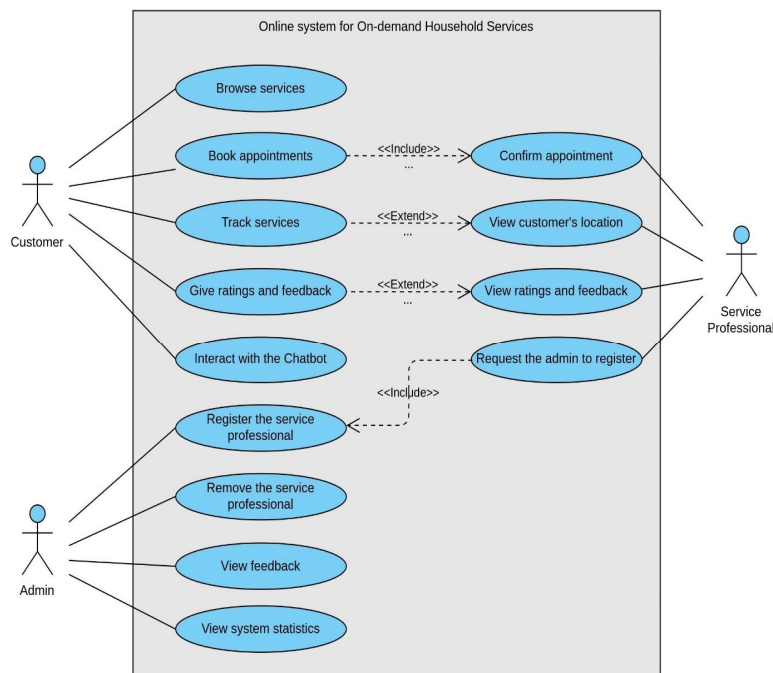 Online system for On-demand Household Services
Browse services
Book appointments
<<Include>>
...
Confirm appointment
Customer
Track services
<<Extend>>
...
View customer's location
Give ratings and feedback
<<Extend>>
...
View ratings and feedback
Service
Professional
Interact with the Chatbot
Request the admin to register
<<Include>>
Register the service
professional
Remove the service
professional
Admin
View feedback
View system statistics